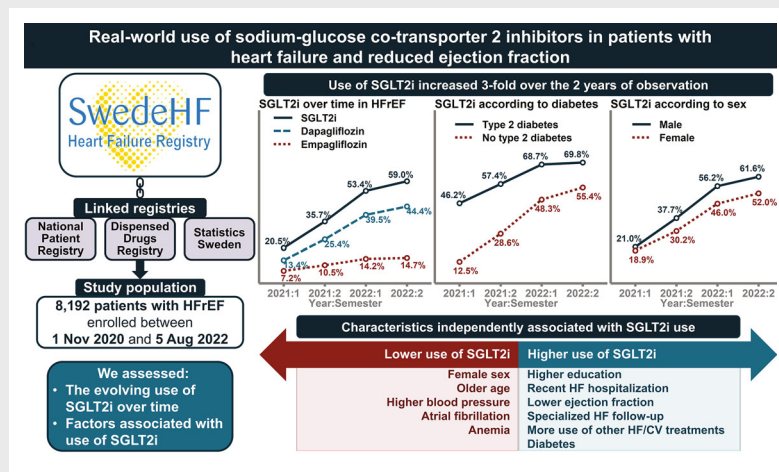 Real-world use of sodium-glucose co-transporter 2 inhibitors in patients with
heart failure and reduced ejection fraction
SwedeHF
Heart Failure Registry
Linked registries
National
Patient
Registry
Dispensed
Drugs
Registry
Statistics
Sweden
Study population
8,192 patients with HFrEF
enrolled between
1 Nov 2020 and 5 Aug 2022
We assessed:
• The evolving use of
SGLT2i over time
• Factors associated with
use of SGLT2i
Use of SGLT2i increased 3-fold over the 2 years of observation
SGLT2i over time in HFrEF
SGLT2i
Dapagliflozin
Empagliflozin
20.5%
35.7%
53.4%
59.0%
13.4%
25.4%
39.5%
44.4%
7.2%
10.5%
14.2%
14.7%
2021:1 2021:2 2022:1 2022:2
Year:Semester
SGLT2i according to diabetes
Type 2 diabetes
No type 2 diabetes
46.2%
57.4%
68.7%
69.8%
12.5%
28.6%
48.3%
55.4%
2021:1 2021:2 2022:1 2022:2
Year:Semester
SGLT2i according to sex
Male
Female
21.0%
37.7%
56.2%
61.6%
18.9%
30.2%
46.0%
52.0%
2021:1 2021:2 2022:1 2022:2
Year:Semester
Characteristics independently associated with SGLT2i use
Lower use of SGLT2i
Female sex
Older age
Higher blood pressure
Atrial fibrillation
Anemia
Higher use of SGLT2i
Higher education
Recent HF hospitalization
Lower ejection fraction
Specialized HF follow-up
More use of other HF/CV treatments
Diabetes